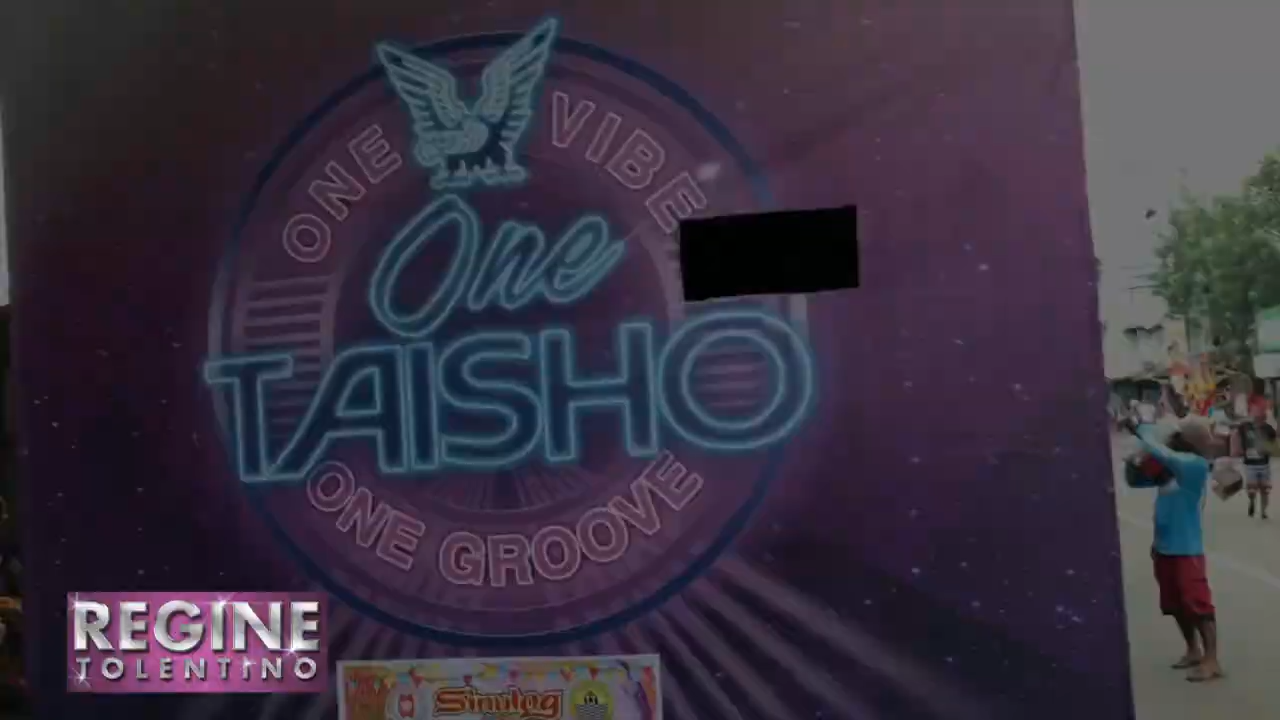 ONE VIBE
One
TAISHO
ONE GROOVE
REGINE
TOLENTINO
Sinulog